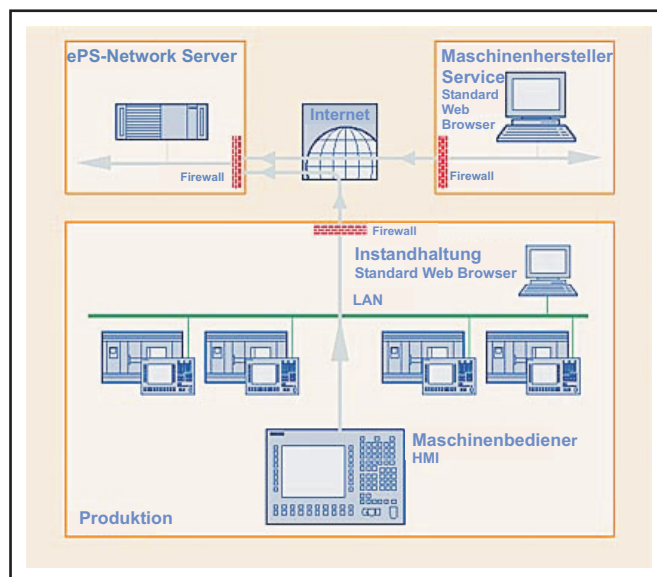 ePS-Network Server
Maschinenhersteller
Service
Standard
Web
Browser
Internet
Firewall
Firewall
Firewall
Instandhaltung
Standard Web Browser
LAN
Maschinenbediener
HMI
Produktion